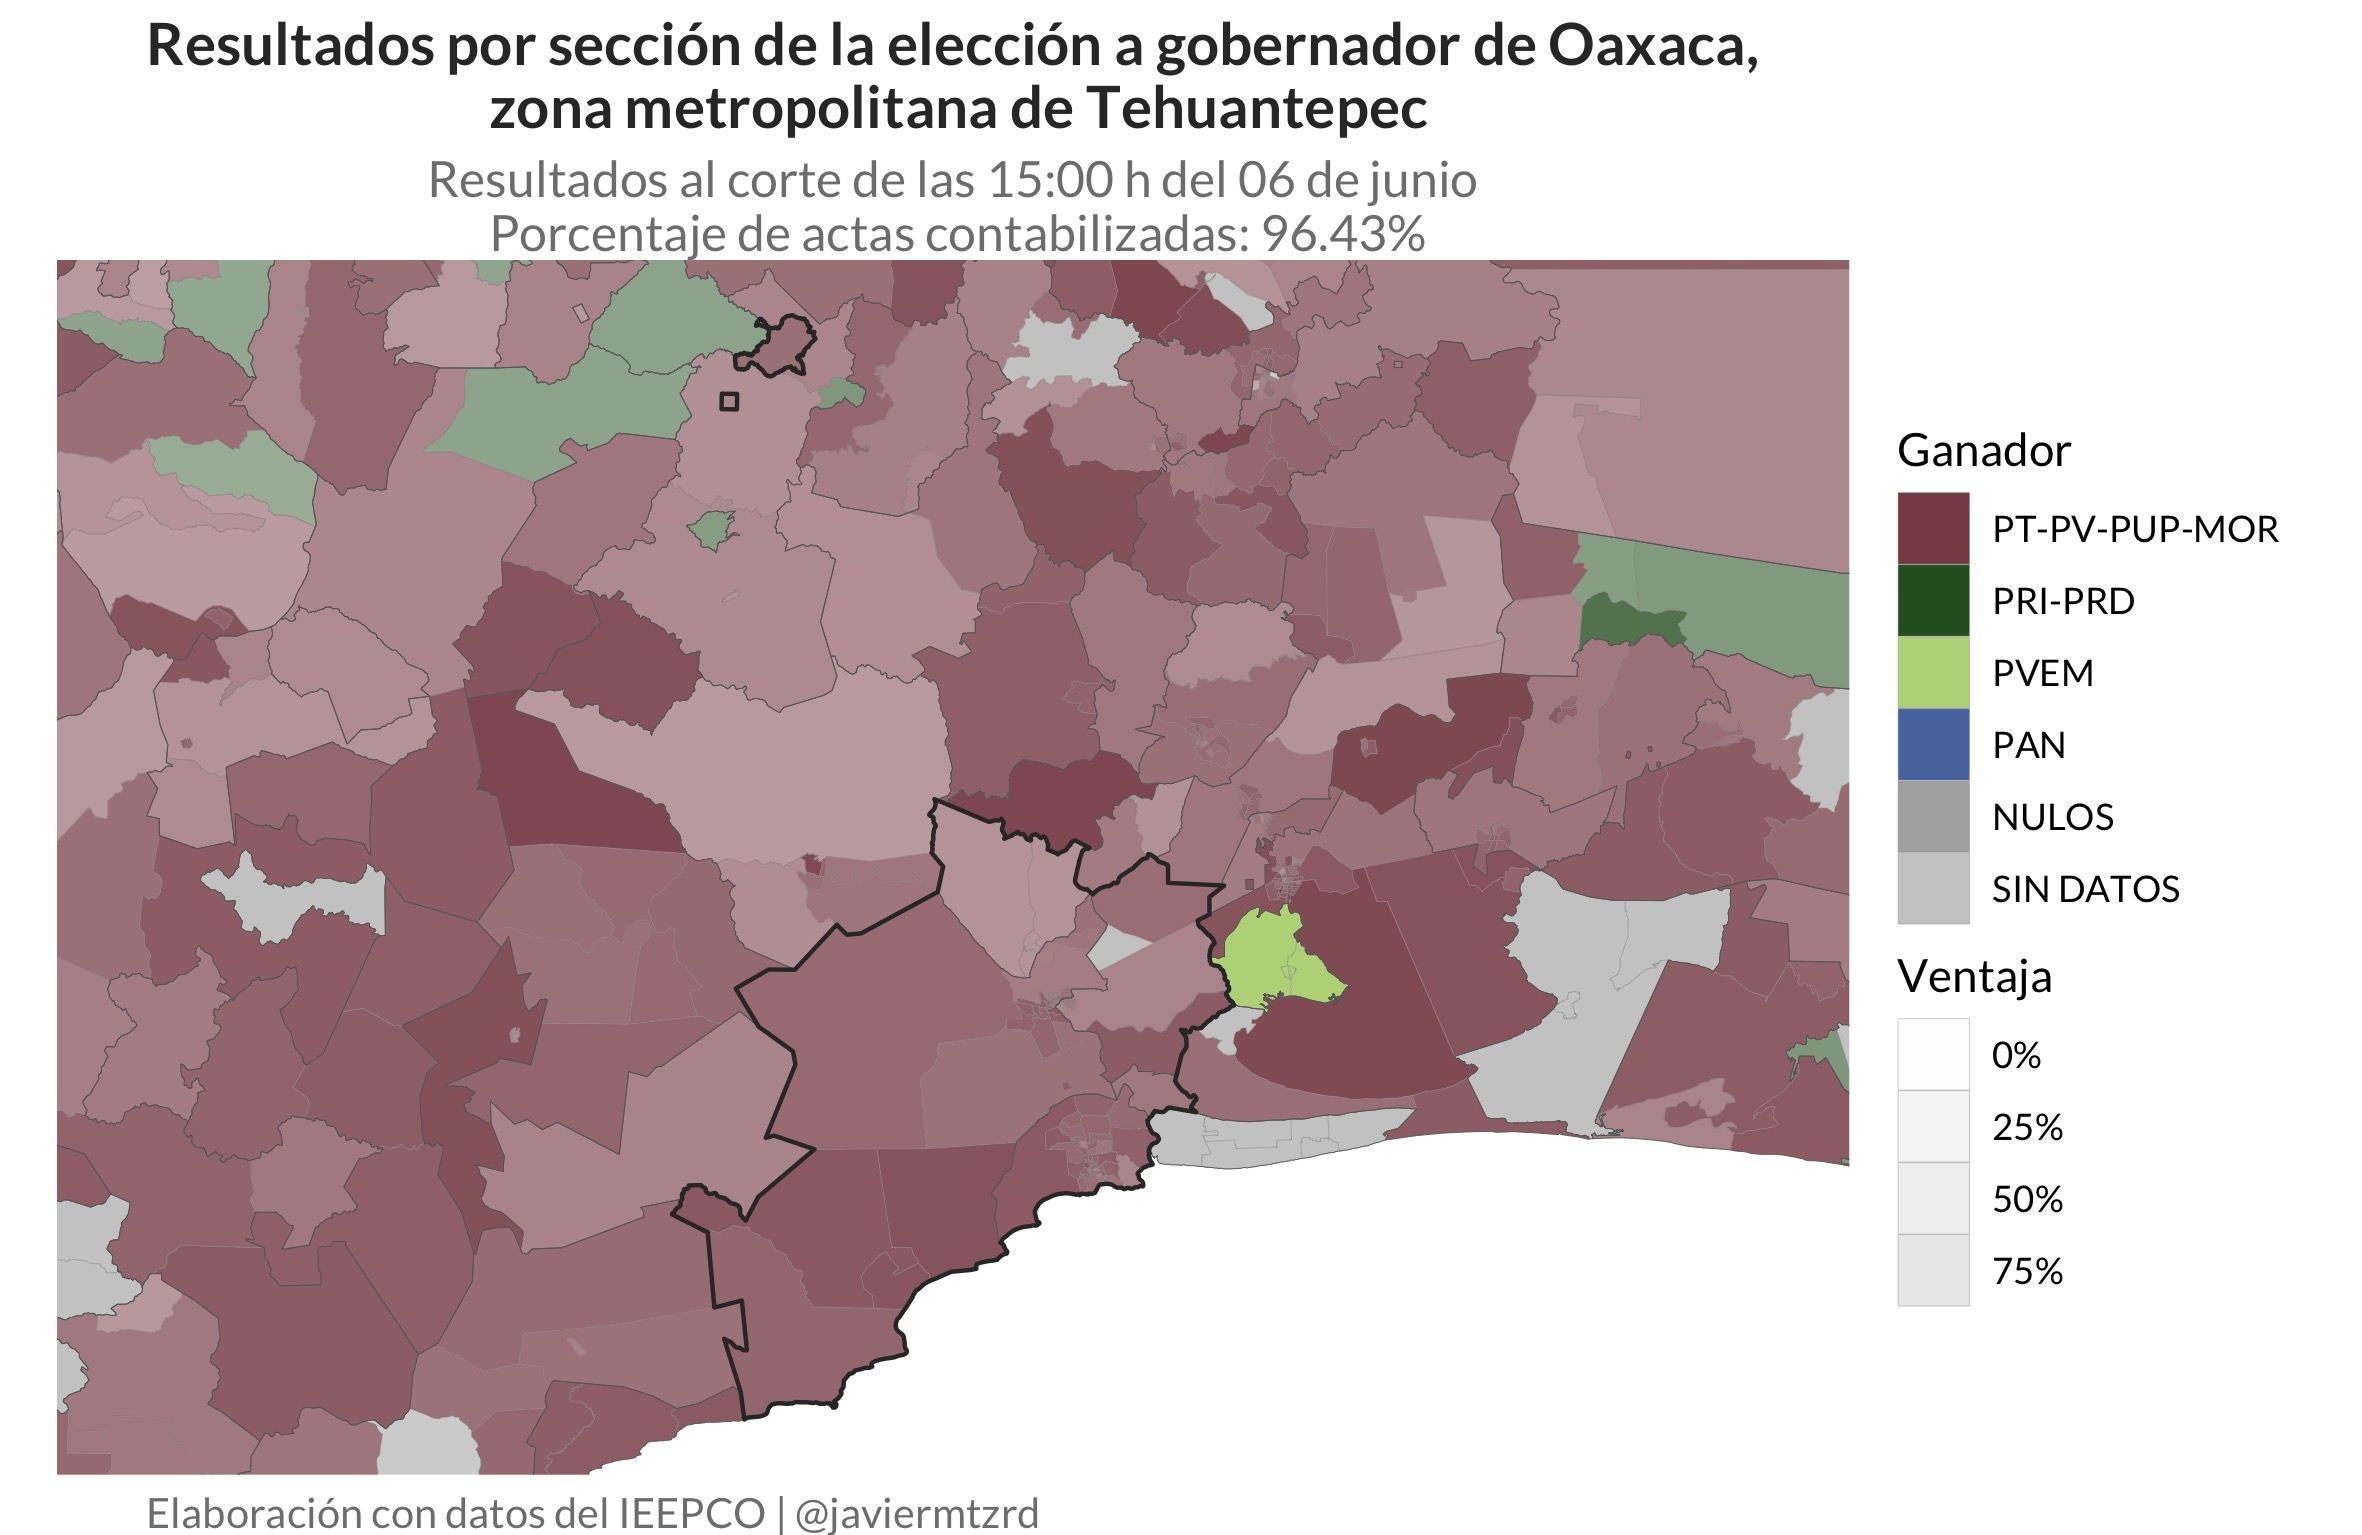 Resultados por sección de la elección a gobernador de Oaxaca,
zona metropolitana de Tehuantepec
Resultados al corte de las 15:00 h del 06 de junio
Porcentaje de actas contabilizadas: 96.43%
Ganador
PT-PV-PUP-MOR
PRI-PRD
PVEM
PAN
NULOS
SIN DATOS
Ventaja
0%
25%
50%
75%
Elaboración con datos del IEEPCO | @javiermtzrd